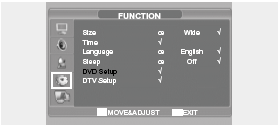 FUNCTION
Size œ Wide √
Time √
Language œ English √
Sleep œ Off √
DVD Setup √
DTV Setup √
MOVE&ADJUST EXIT